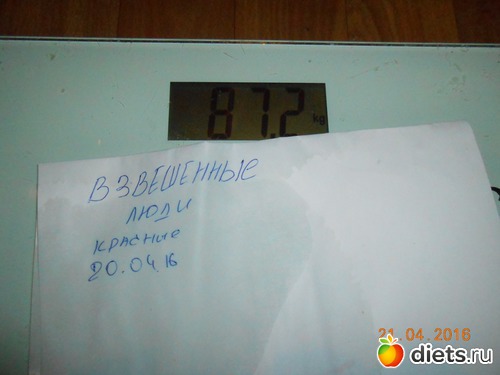 87.2 kg
ВЗВЕШЕННЫЕ
ЛЮДИ
красные
20.04.16
21.04.2016
diets.ru